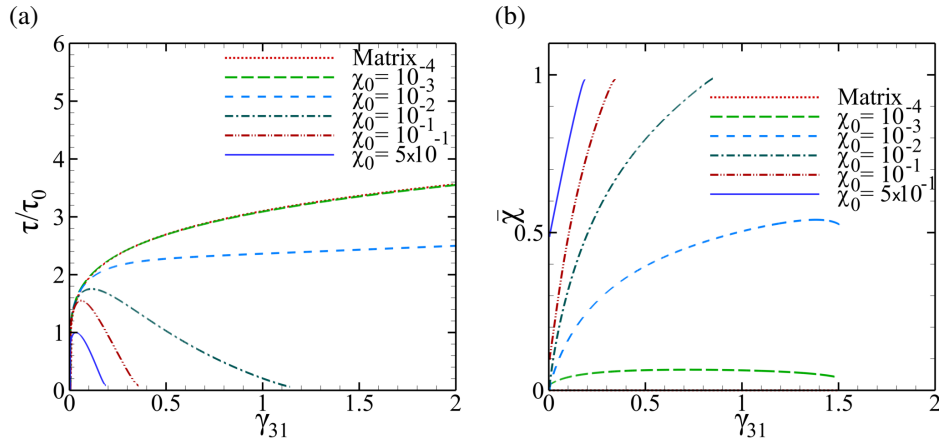 (a)
6
5
4
3
2
1
0
τ/τ₀
Matrix
χ₀= 10⁻⁴
χ₀= 10⁻³
χ₀= 10⁻²
χ₀= 10⁻¹
χ₀= 5×10⁻¹
0 0.5 1 1.5 2
γ₃₁
(b)
1
0.5
0
χ̄
Matrix
χ₀= 10⁻⁴
χ₀= 10⁻³
χ₀= 10⁻²
χ₀= 10⁻¹
χ₀= 5×10⁻¹
0 0.5 1 1.5 2
γ₃₁